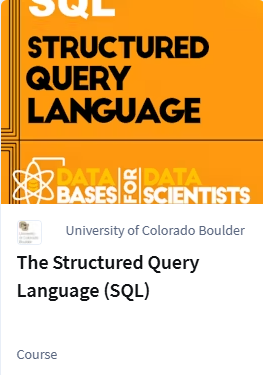 SQL
STRUCTURED
QUERY
LANGUAGE
DATA FOR DATA
BASES SCIENTISTS
University of Colorado Boulder
The Structured Query
Language (SQL)
Course